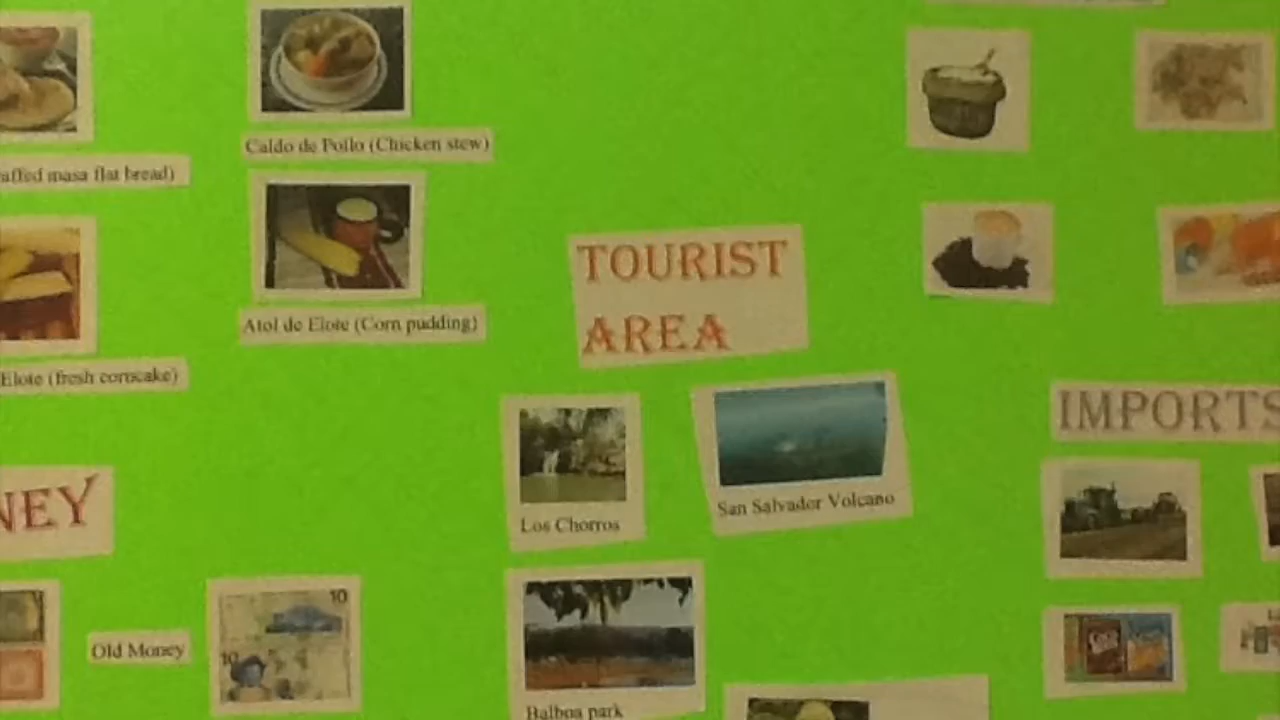 Caldo de Pollo (Chicken stew)
masa flat bread)
Atol de Elote (Corn pudding)
Elote (fresh corncake)
TOURIST
AREA
IMPORTS
Los Chorros
San Salvador Volcano
NEY
Old Money
10
10
Balboa park